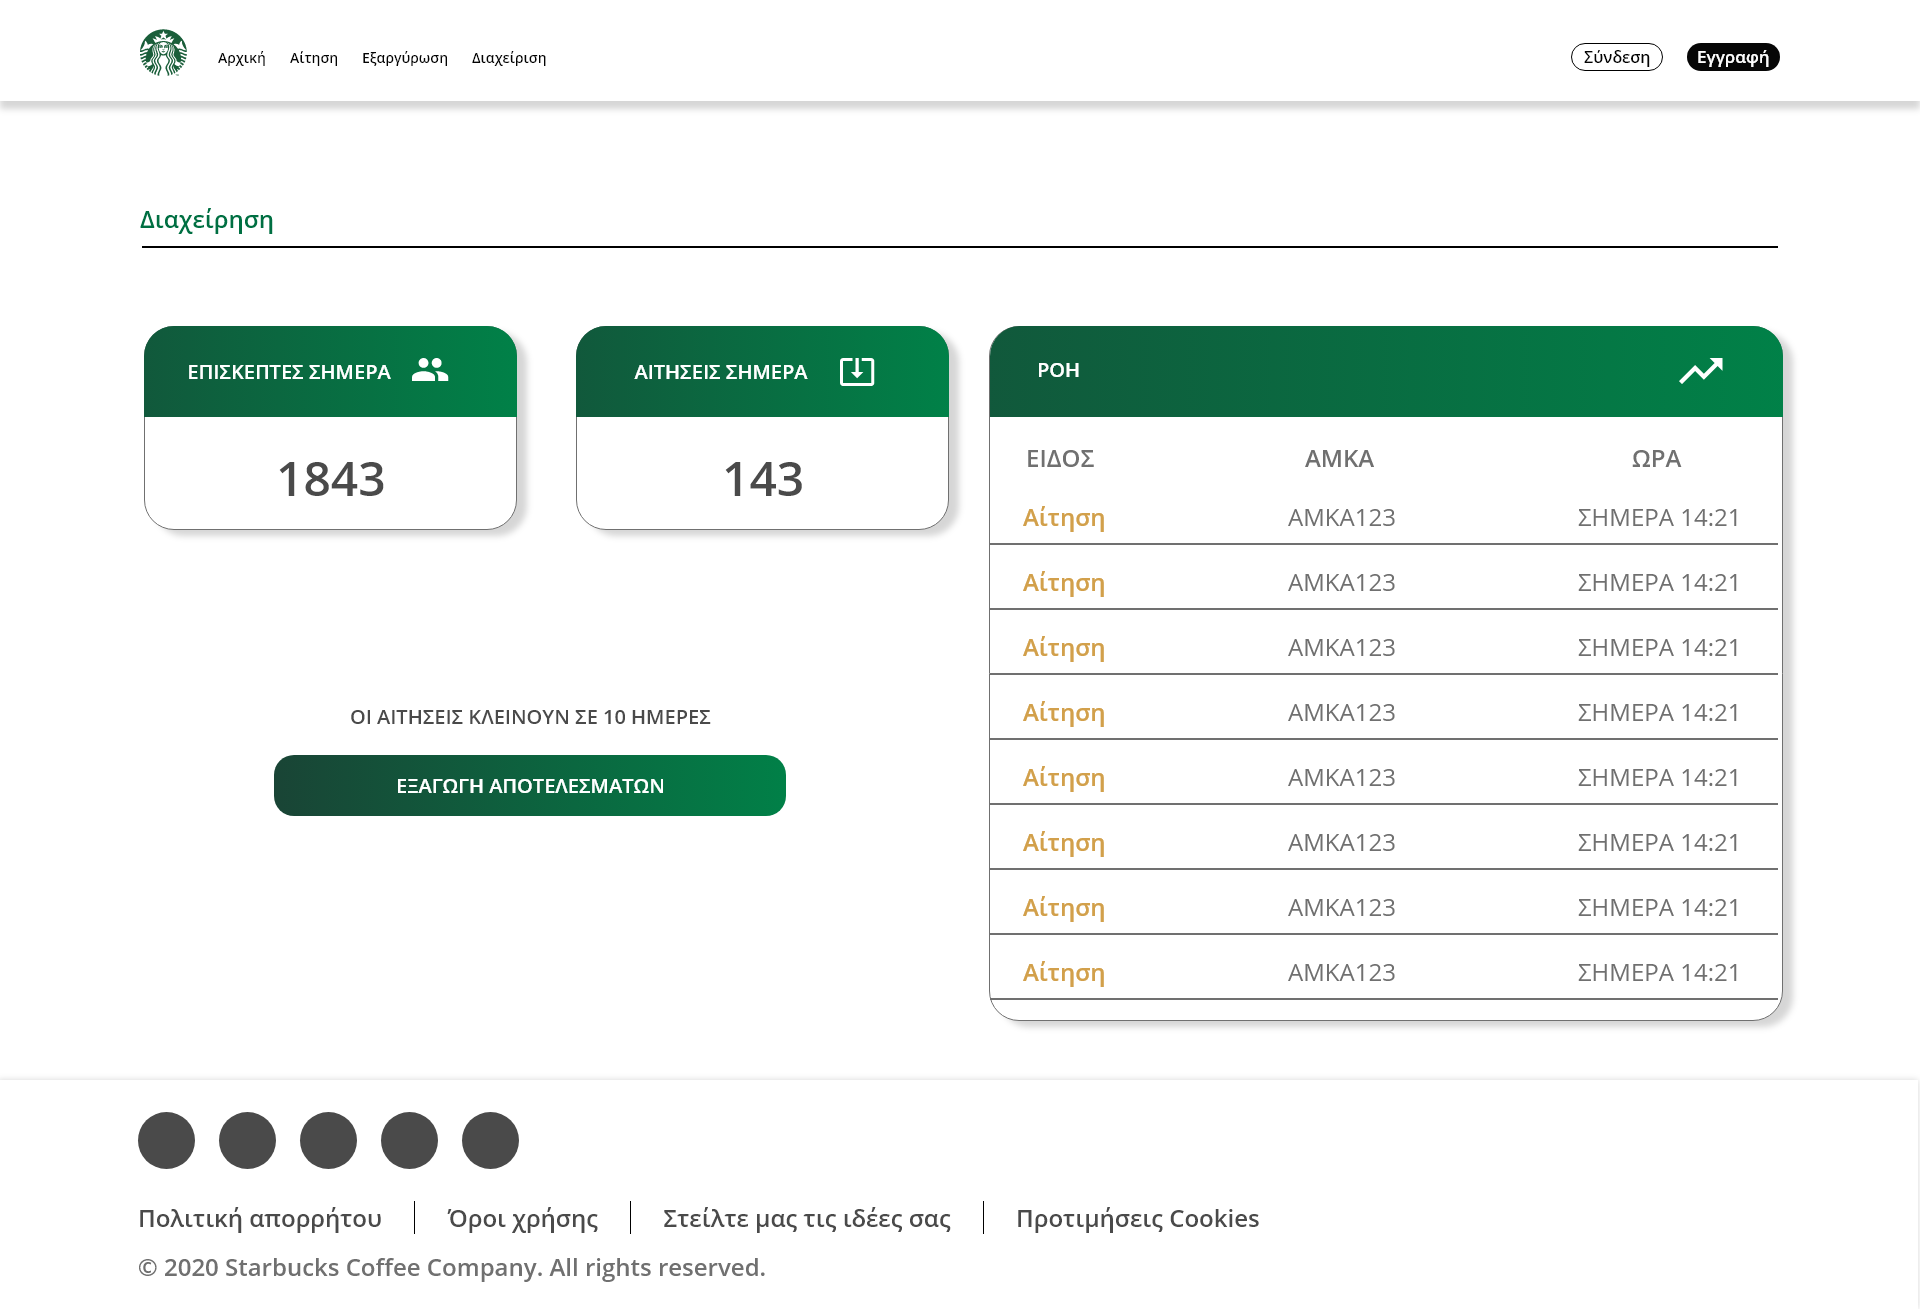 Αρχική Αίτηση Εξαργύρωση Διαχείριση Σύνδεση Εγγραφή
Διαχείρηση
ΕΠΙΣΚΕΠΤΕΣ ΣΗΜΕΡΑ
1843
ΑΙΤΗΣΕΙΣ ΣΗΜΕΡΑ
143
ΟΙ ΑΙΤΗΣΕΙΣ ΚΛΕΙΝΟΥΝ ΣΕ 10 ΗΜΕΡΕΣ
ΕΞΑΓΩΓΗ ΑΠΟΤΕΛΕΣΜΑΤΩΝ
ΡΟΗ
ΕΙΔΟΣ ΑΜΚΑ ΩΡΑ
Αίτηση ΑΜΚΑ123 ΣΗΜΕΡΑ 14:21
Αίτηση ΑΜΚΑ123 ΣΗΜΕΡΑ 14:21
Αίτηση ΑΜΚΑ123 ΣΗΜΕΡΑ 14:21
Αίτηση ΑΜΚΑ123 ΣΗΜΕΡΑ 14:21
Αίτηση ΑΜΚΑ123 ΣΗΜΕΡΑ 14:21
Αίτηση ΑΜΚΑ123 ΣΗΜΕΡΑ 14:21
Αίτηση ΑΜΚΑ123 ΣΗΜΕΡΑ 14:21
Αίτηση ΑΜΚΑ123 ΣΗΜΕΡΑ 14:21
Πολιτική απορρήτου Όροι χρήσης Στείλτε μας τις ιδέες σας Προτιμήσεις Cookies
© 2020 Starbucks Coffee Company. All rights reserved.